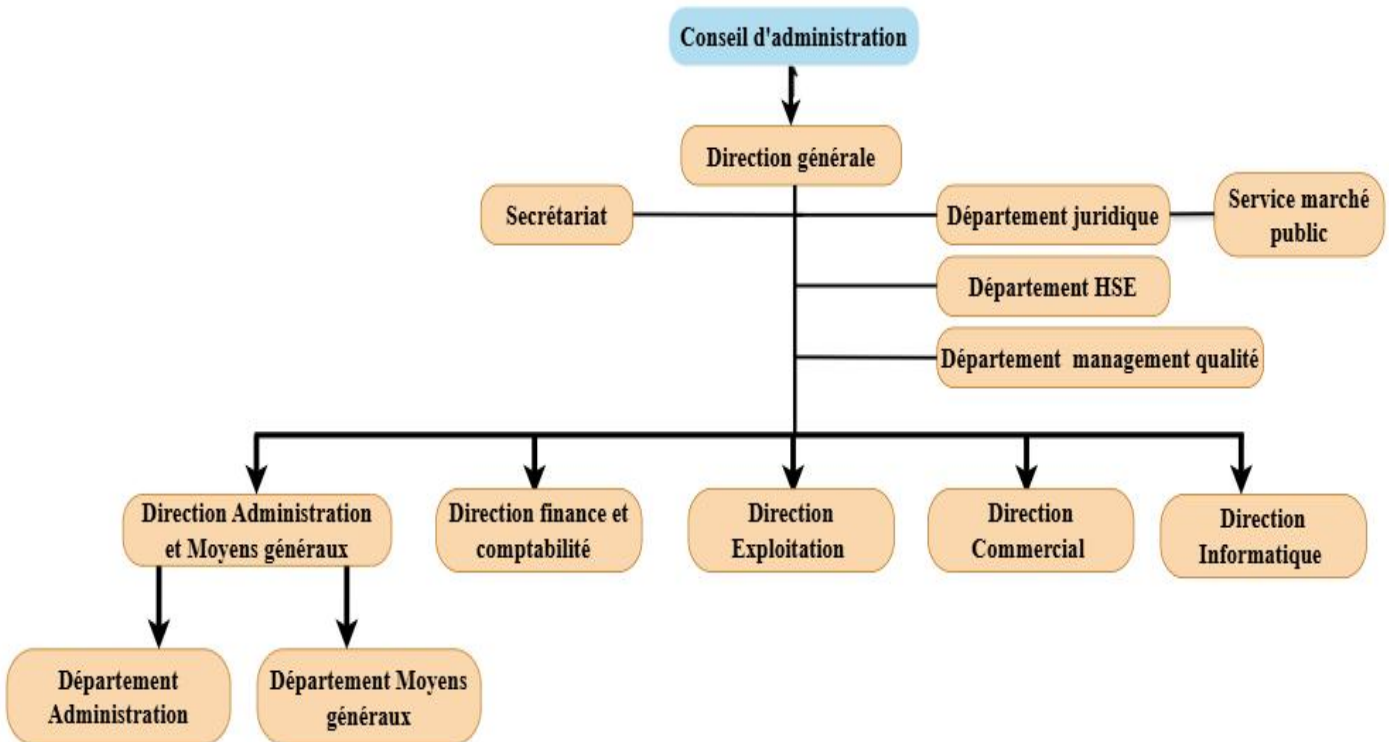 Conseil d'administration
Direction générale
Secrétariat
Département juridique
Service marché
public
Département HSE
Département management qualité
Direction Administration
et Moyens généraux
Direction finance et
comptabilité
Direction
Exploitation
Direction
Commercial
Direction
Informatique
Département
Administration
Département Moyens
généraux